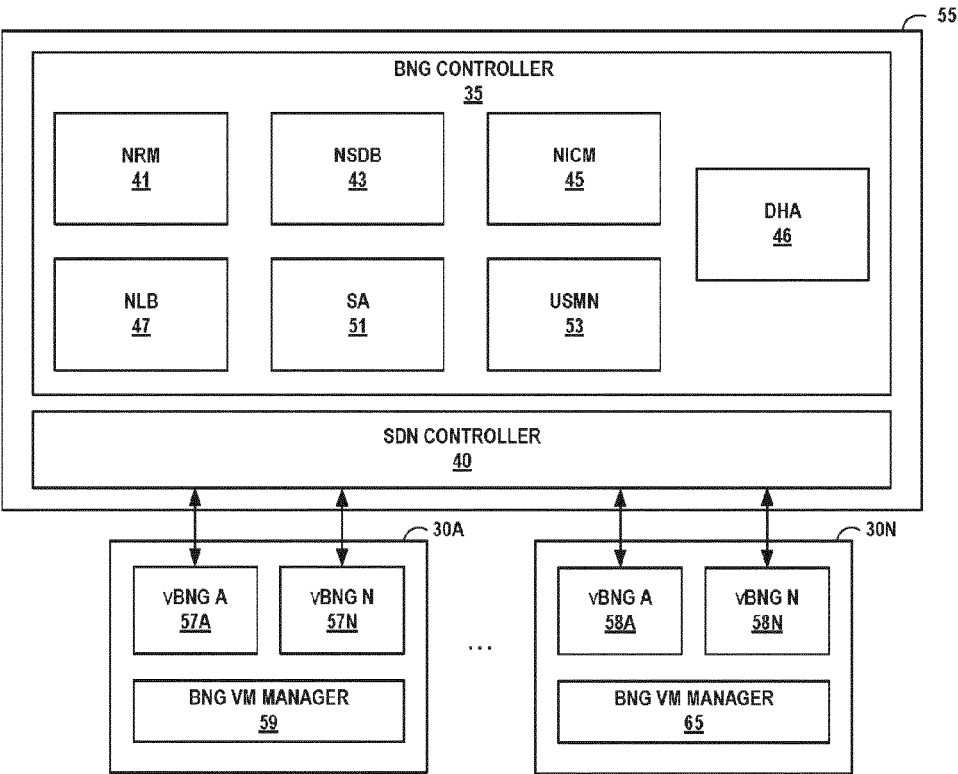 55
BNG CONTROLLER
35
NRM
41
NSDB
43
NICM
45
DHA
46
NLB
47
SA
51
USMN
53
SDN CONTROLLER
40
30A
vBNG A
57A
vBNG N
57N
BNG VM MANAGER
59
...
30N
vBNG A
58A
vBNG N
58N
BNG VM MANAGER
65